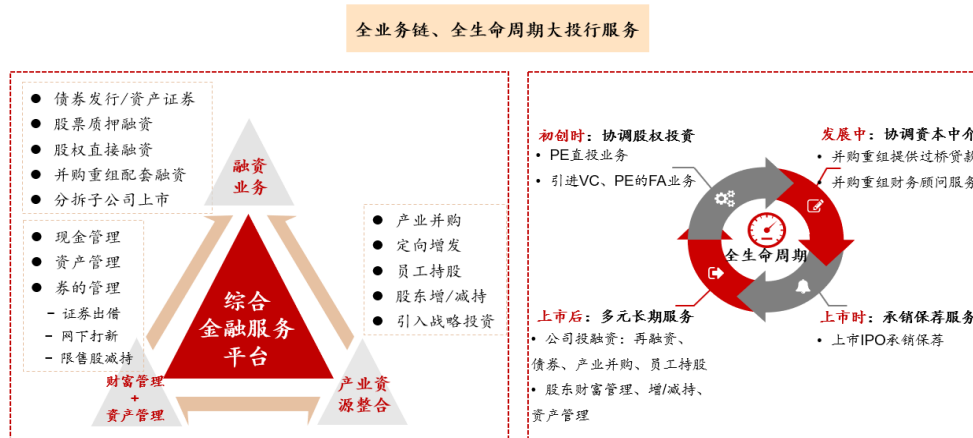 全业务链、全生命周期大投行服务
● 债券发行/资产证券
● 股票质押融资
● 股权直接融资
● 并购重组配套融资
● 分拆子公司上市
融资
业务
● 现金管理
● 资产管理
● 券的管理
– 证券出借
– 网下打新
– 限售股减持
● 产业并购
● 定向增发
● 员工持股
● 股东增/减持
● 引入战略投资
综合
金融服务
平台
财富管理
+
资产管理
产业资
源整合
初创时：协调股权投资
• PE直投业务
• 引进VC、PE的FA业务
发展中：协调资本中介
• 并购重组提供过桥贷款
• 并购重组财务顾问服务
全生命周期
上市后：多元长期服务
• 公司投融资：再融资、
债券、产业并购、员工持股
• 股东财富管理、增/减持、
资产管理
上市时：承销保荐服务
• 上市IPO承销保荐